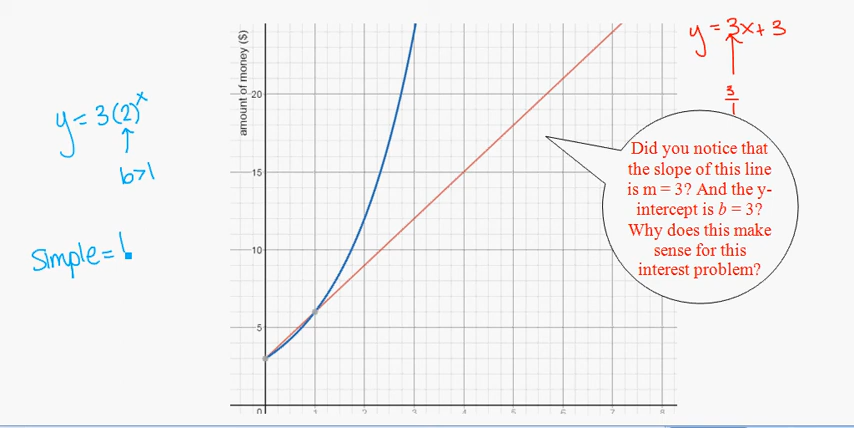 y = 3(2)^x
b>1
simple =
amount of money ($)
20
15
10
5
0
1
2
3
4
5
6
7
8
y = 3x + 3
3
1
Did you notice that
the slope of this line
is m = 3? And the y-
intercept is b = 3?
Why does this make
sense for this
interest problem?